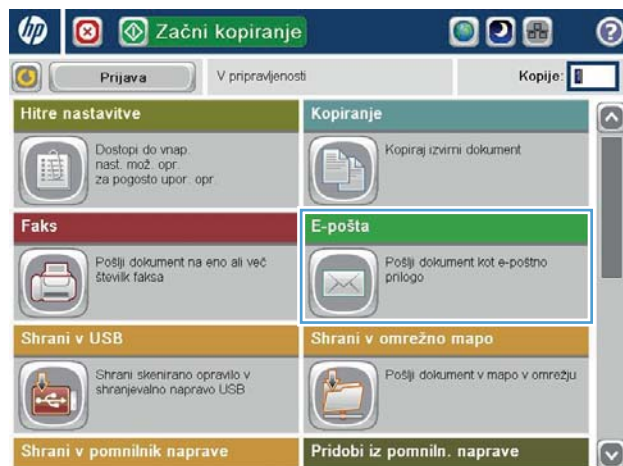 hp
Začni kopiranje
?
Prijava
V pripravljenosti
Kopije:
Hitre nastavitve
Dostopi do vnap.
nast. mož. opr.
za pogosto upor. opr.
Kopiranje
Kopiraj izvirni dokument
Faks
Pošlji dokument na eno ali več
številk faksa
E-pošta
Pošlji dokument kot e-poštno
prilogo
Shrani v USB
Shrani skenirano opravilo v
shranjevalno napravo USB
Shrani v omrežno mapo
Pošlji dokument v mapo v omrežju
Shrani v pomnilnik naprave
Pridobi iz pomniln. naprave